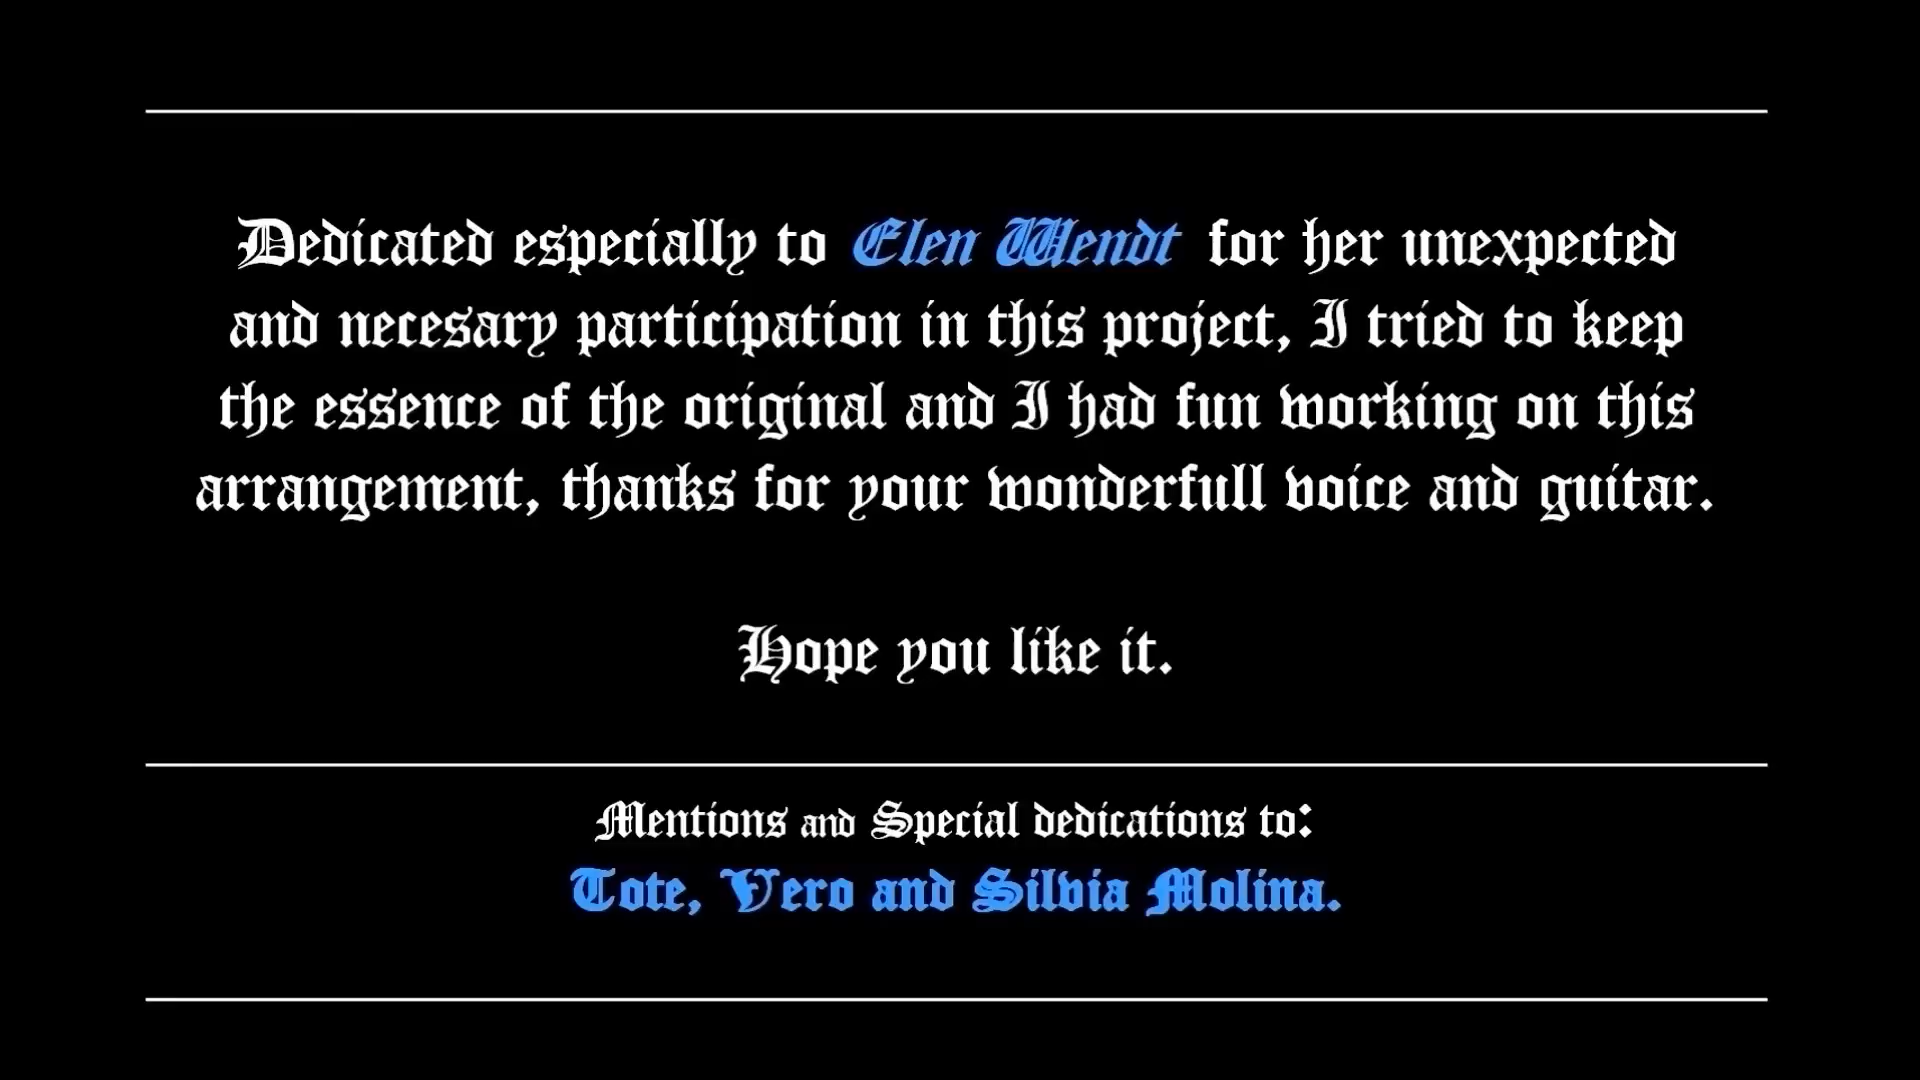 Dedicated especially to Elen Wendt for her unexpected
and necesary participation in this project, I tried to keep
the essence of the original and I had fun working on this
arrangement, thanks for your wonderfull voice and guitar.
Hope you like it.
Mentions and Special dedications to:
Tote, Vero and Silvia Molina.